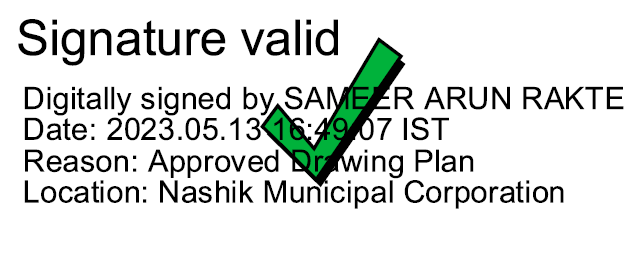 Signature valid
Digitally signed by SAMEER ARUN RAKTE
Date: 2023.05.13 16:49:07 IST
Reason: Approved Drawing Plan
Location: Nashik Municipal Corporation